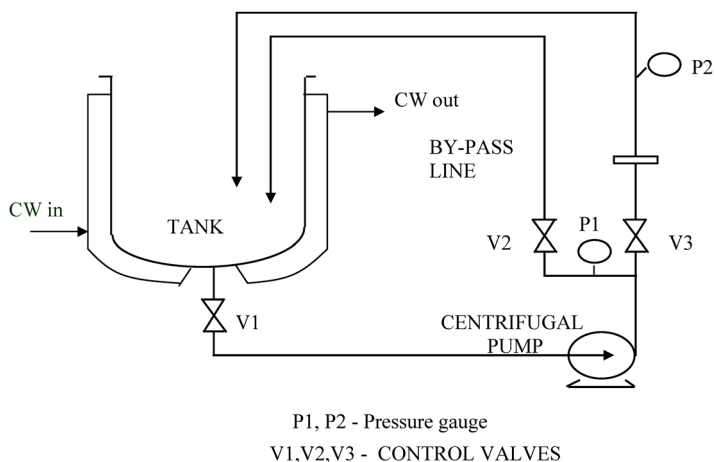 P2
CW out
BY-PASS
LINE
CW in
TANK
P1
V2
V3
V1
CENTRIFUGAL
PUMP
P1, P2 - Pressure gauge
V1,V2,V3 - CONTROL VALVES